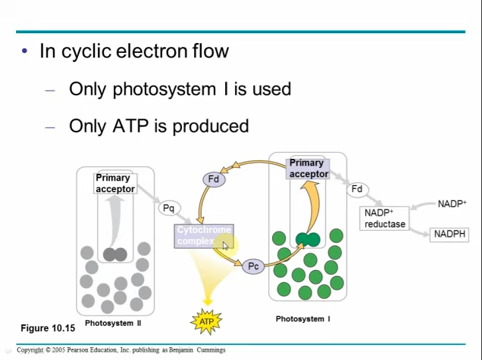 • In cyclic electron flow
– Only photosystem I is used
– Only ATP is produced
Primary
acceptor
Fd
Primary
acceptor
Fd
Pq
Cytochrome
complex
NADP⁺
NADP⁺
reductase
NADPH
Pc
ATP
Figure 10.15
Photosystem II
Photosystem I
Copyright © 2005 Pearson Education, Inc. publishing as Benjamin Cummings